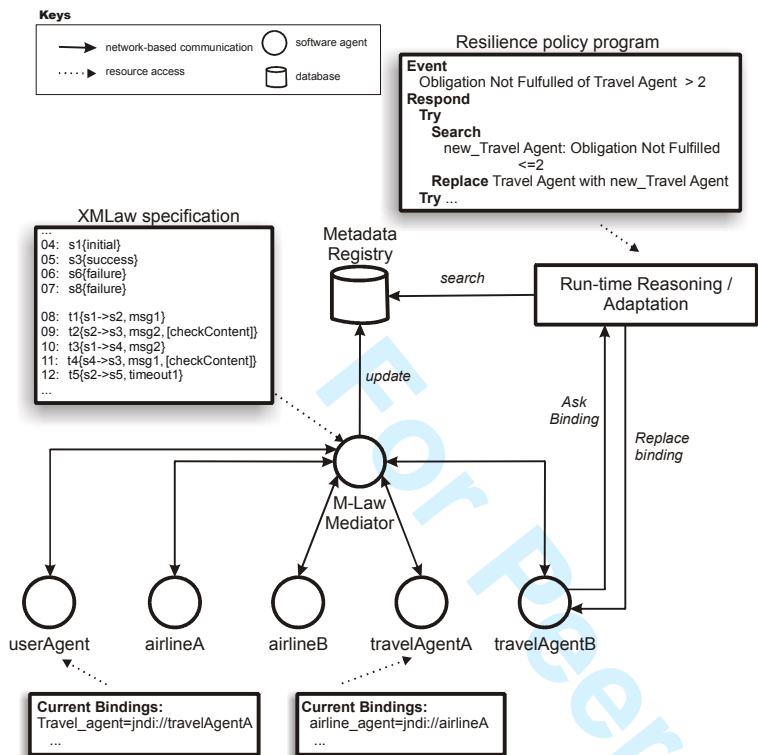 Keys
network-based communication
software agent
resource access
database
Resilience policy program
Event
Obligation Not Fulfulled of Travel Agent > 2
Respond
Try
Search
new_Travel Agent: Obligation Not Fulfilled
<=2
Replace Travel Agent with new_Travel Agent
Try ...
XMLaw specification
...
04: s1{initial}
05: s3{success}
06: s6{failure}
07: s8{failure}
08: t1{s1->s2, msg1}
09: t2{s2->s3, msg2, [checkContent]}
10: t3{s1->s4, msg2}
11: t4{s4->s3, msg1, [checkContent]}
12: t5{s2->s5, timeout1}
...
Metadata
Registry
search
Run-time Reasoning /
Adaptation
update
Ask
Binding
Replace
binding
M-Law
Mediator
userAgent
airlineA
airlineB
travelAgentA
travelAgentB
Current Bindings:
Travel_agent=jndi://travelAgentA
...
Current Bindings:
airline_agent=jndi://airlineA
...
For Peer